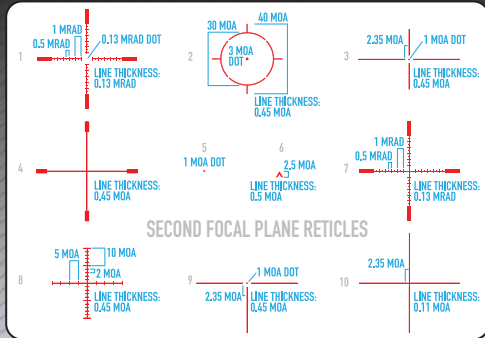 1
1 MRAD
0.5 MRAD
0.13 MRAD DOT
LINE THICKNESS:
0.13 MRAD
2
30 MOA
40 MOA
3 MOA
DOT
LINE THICKNESS:
0.45 MOA
3
2.35 MOA
1 MOA DOT
LINE THICKNESS:
0.45 MOA
4
LINE THICKNESS:
0.45 MOA
5
1 MOA DOT
6
2.5 MOA
LINE THICKNESS:
0.5 MOA
7
1 MRAD
0.5 MRAD
LINE THICKNESS:
0.13 MRAD
SECOND FOCAL PLANE RETICLES
8
5 MOA
10 MOA
2 MOA
LINE THICKNESS:
0.45 MOA
9
1 MOA DOT
2.35 MOA
LINE THICKNESS:
0.45 MOA
10
2.35 MOA
LINE THICKNESS:
0.11 MOA